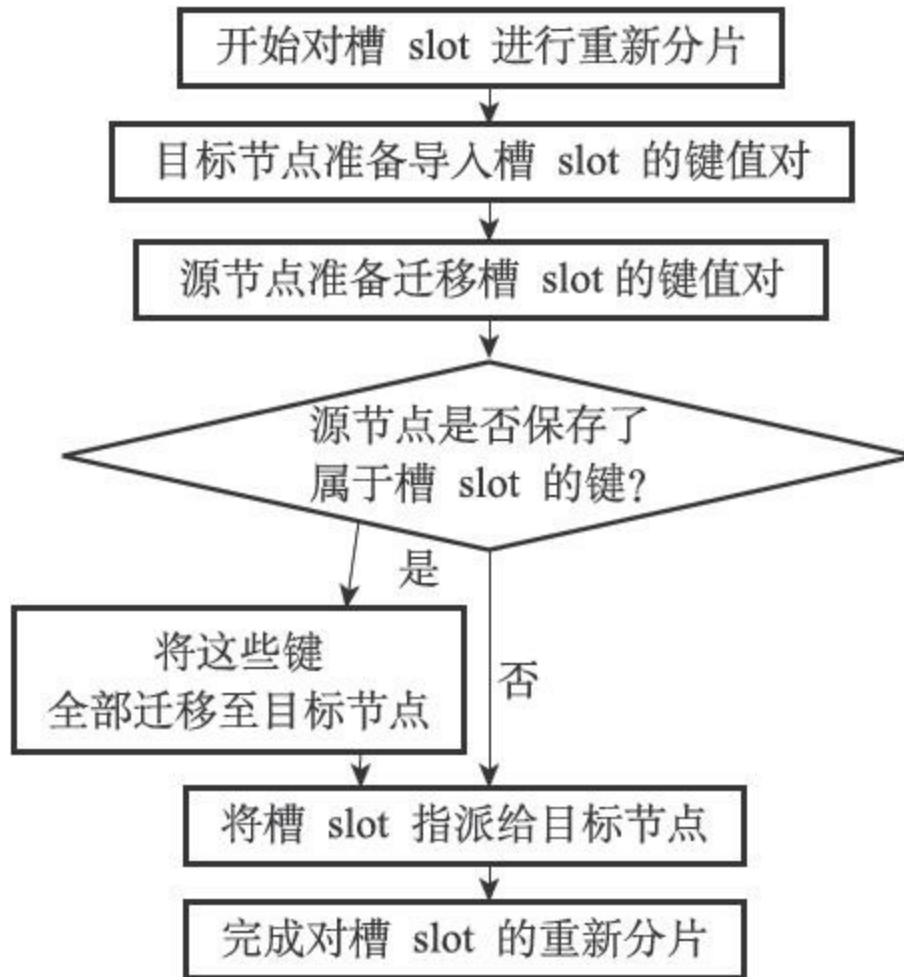 开始对槽 slot 进行重新分片
目标节点准备导入槽 slot 的键值对
源节点准备迁移槽 slot的键值对
源节点是否保存了
属于槽 slot 的键?
是
将这些键
全部迁移至目标节点
否
将槽 slot 指派给目标节点
完成对槽 slot 的重新分片